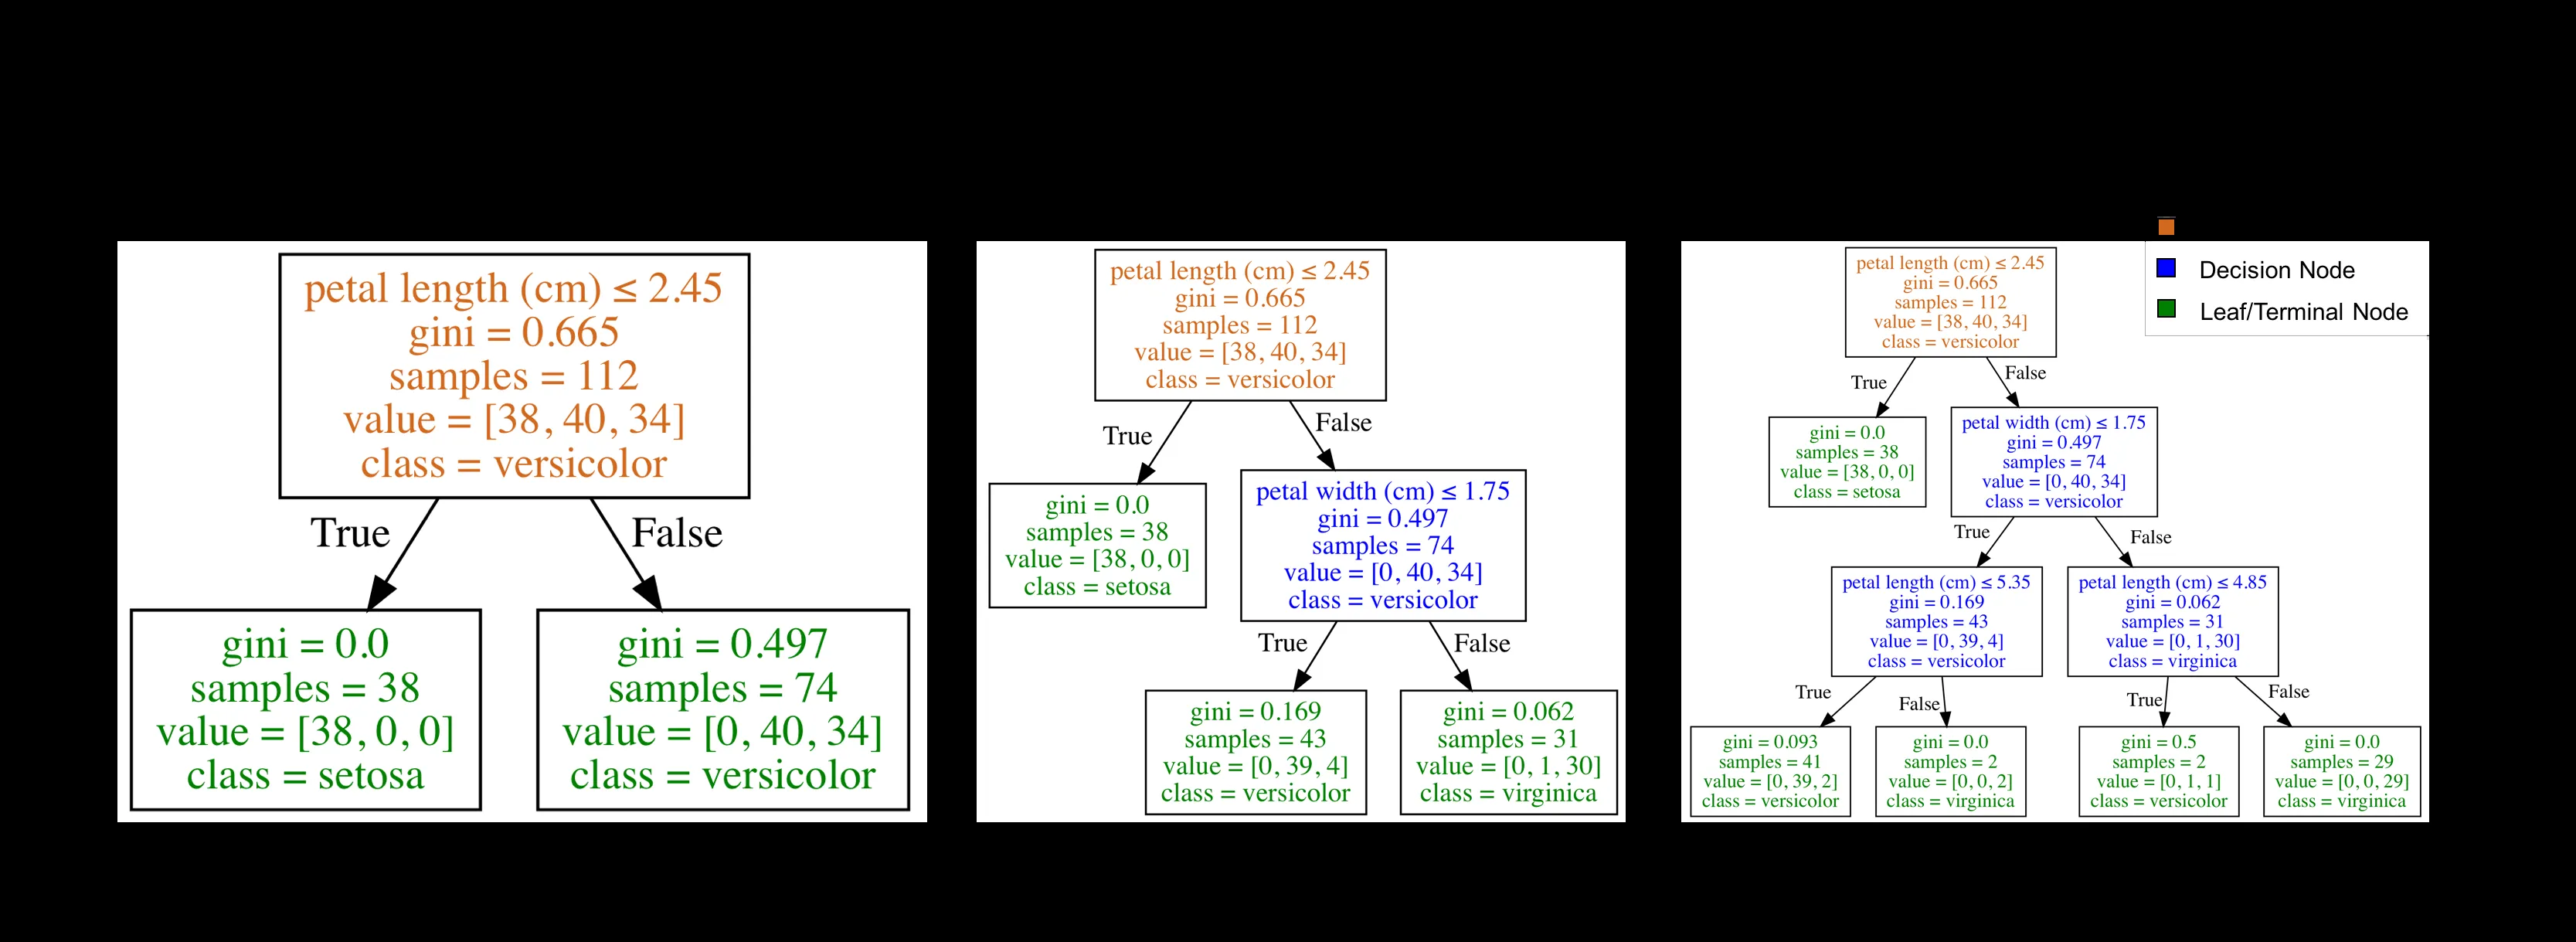 petal length (cm) ≤ 2.45
gini = 0.665
samples = 112
value = [38, 40, 34]
class = versicolor
True
False
gini = 0.0
samples = 38
value = [38, 0, 0]
class = setosa
gini = 0.497
samples = 74
value = [0, 40, 34]
class = versicolor
petal length (cm) ≤ 2.45
gini = 0.665
samples = 112
value = [38, 40, 34]
class = versicolor
True
False
gini = 0.0
samples = 38
value = [38, 0, 0]
class = setosa
petal width (cm) ≤ 1.75
gini = 0.497
samples = 74
value = [0, 40, 34]
class = versicolor
True
False
gini = 0.169
samples = 43
value = [0, 39, 4]
class = versicolor
gini = 0.062
samples = 31
value = [0, 1, 30]
class = virginica
Decision Node
Leaf/Terminal Node
petal length (cm) ≤ 2.45
gini = 0.665
samples = 112
value = [38, 40, 34]
class = versicolor
True
False
gini = 0.0
samples = 38
value = [38, 0, 0]
class = setosa
petal width (cm) ≤ 1.75
gini = 0.497
samples = 74
value = [0, 40, 34]
class = versicolor
True
False
petal length (cm) ≤ 5.35
gini = 0.169
samples = 43
value = [0, 39, 4]
class = versicolor
petal length (cm) ≤ 4.85
gini = 0.062
samples = 31
value = [0, 1, 30]
class = virginica
True
False
True
False
gini = 0.093
samples = 41
value = [0, 39, 2]
class = versicolor
gini = 0.0
samples = 2
value = [0, 0, 2]
class = virginica
gini = 0.5
samples = 2
value = [0, 1, 1]
class = versicolor
gini = 0.0
samples = 29
value = [0, 0, 29]
class = virginica